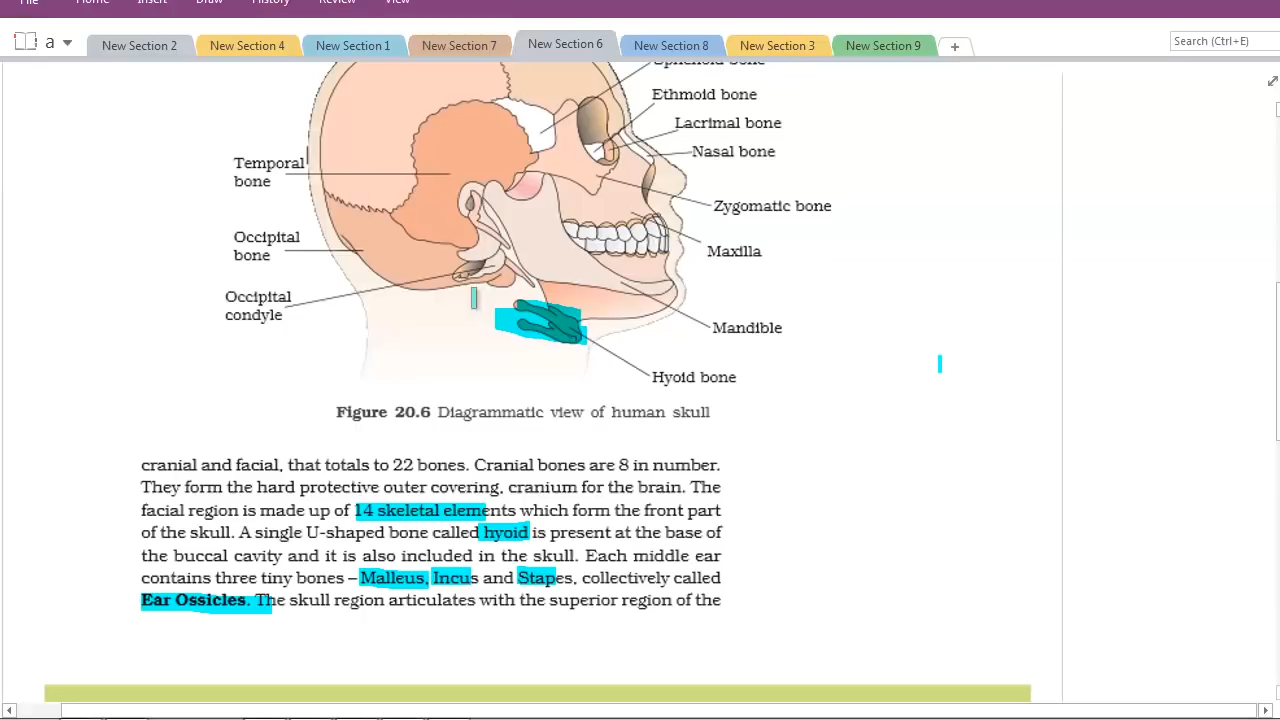 File Home Insert Draw History Review View
a New Section 2 New Section 4 New Section 1 New Section 7 New Section 6 New Section 8 New Section 3 New Section 9 + Search (Ctrl+E)
Sphenoid bone
Ethmoid bone
Lacrimal bone
Nasal bone
Temporal
bone
Zygomatic bone
Occipital
bone
Maxilla
Occipital
condyle
Mandible
Hyoid bone
Figure 20.6 Diagrammatic view of human skull
cranial and facial, that totals to 22 bones. Cranial bones are 8 in number.
They form the hard protective outer covering, cranium for the brain. The
facial region is made up of 14 skeletal elements which form the front part
of the skull. A single U-shaped bone called hyoid is present at the base of
the buccal cavity and it is also included in the skull. Each middle ear
contains three tiny bones – Malleus, Incus and Stapes, collectively called
Ear Ossicles. The skull region articulates with the superior region of the